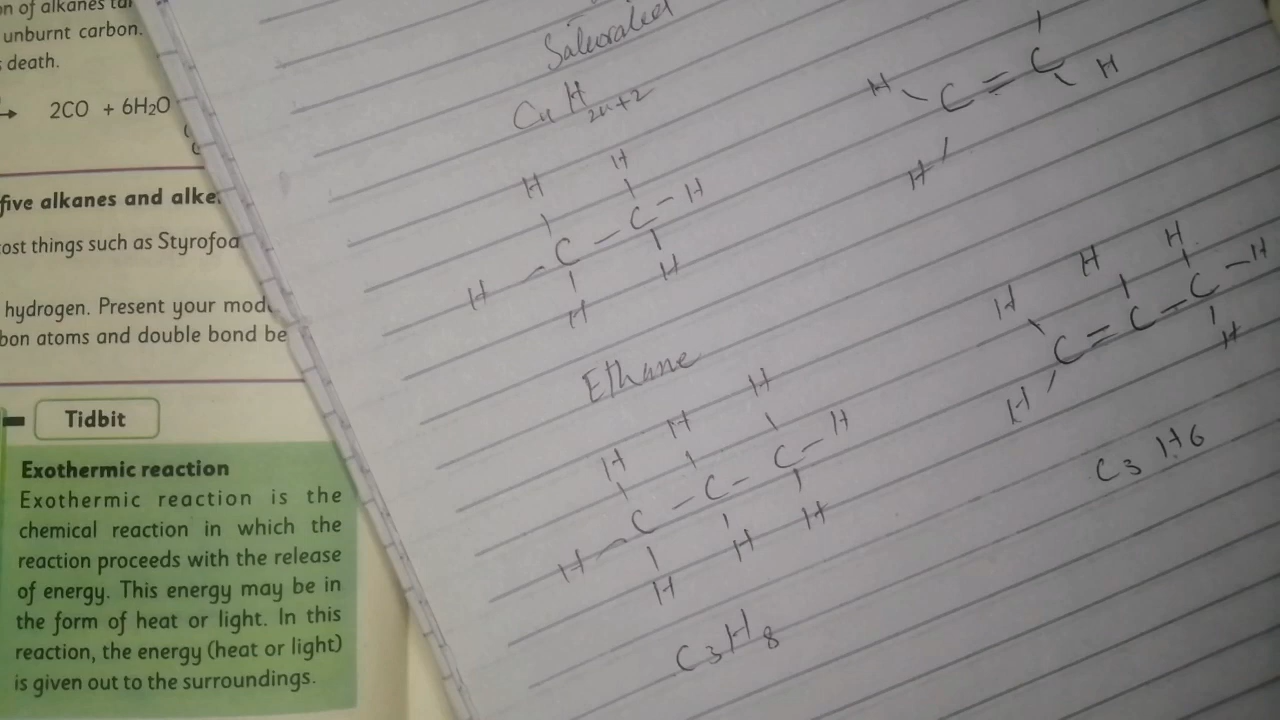 n of alkanes
unburnt carbon.
death.
→ 2CO + 6H₂O
five alkanes and alke
ost things such as Styrofoa
hydrogen. Present your mod
bon atoms and double bond be
Tidbit
Exothermic reaction
Exothermic reaction is the
chemical reaction in which the
reaction proceeds with the release
of energy. This energy may be in
the form of heat or light. In this
reaction, the energy (heat or light)
is given out to the surroundings.
CnH2n+2
H H
H - C - C - H
H H
Ethane
H H H
H - C - C - C - H
H H H
C3H8
H C = C H
H
H H H
C = C - C - H
H H
C3H6